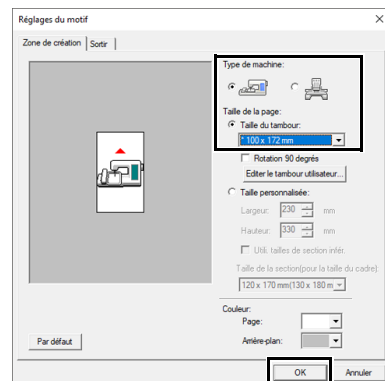 Réglages du motif
Zone de création Sortir
Type de machine:
Taille de la page:
Taille du tambour:
* 100 x 172 mm
Rotation 90 degrés
Editer le tambour utilisateur...
Taille personnalisée:
Largeur: 230 mm
Hauteur: 330 mm
Utili. tailles de section intér.
Taille de la section(pour la taille du cadre):
120 x 170 mm(130 x 180 m
Couleur:
Page:
Arrière-plan:
Par défaut
OK Annuler